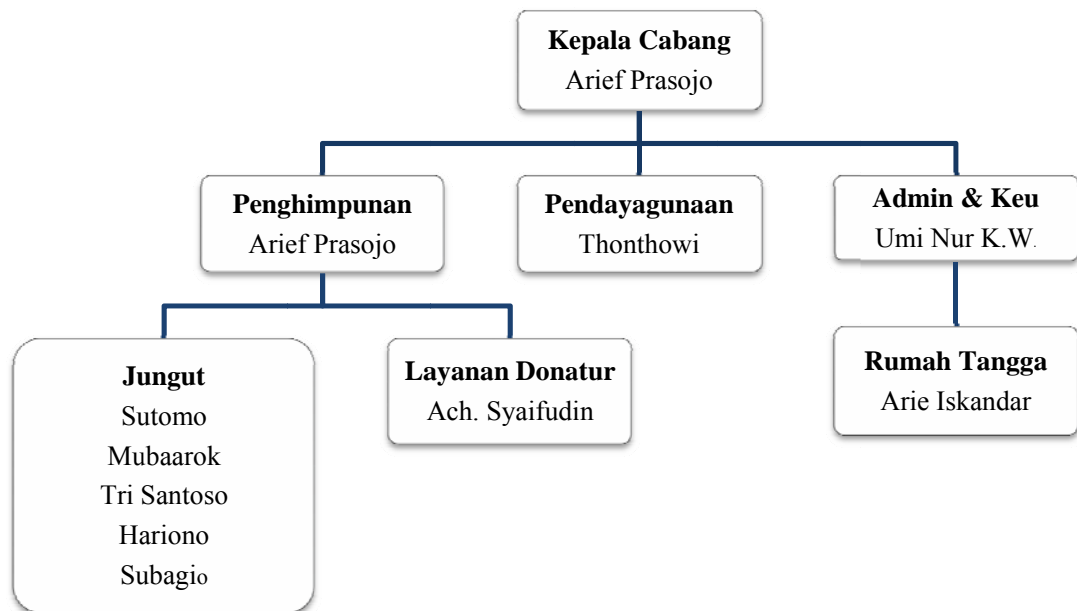 Kepala Cabang
Arief Prasojo
Penghimpunan
Arief Prasojo
Pendayagunaan
Thonthowi
Admin & Keu
Umi Nur K.W.
Jungut
Sutomo
Mubaarok
Tri Santoso
Hariono
Subagio
Layanan Donatur
Ach. Syaifudin
Rumah Tangga
Arie Iskandar